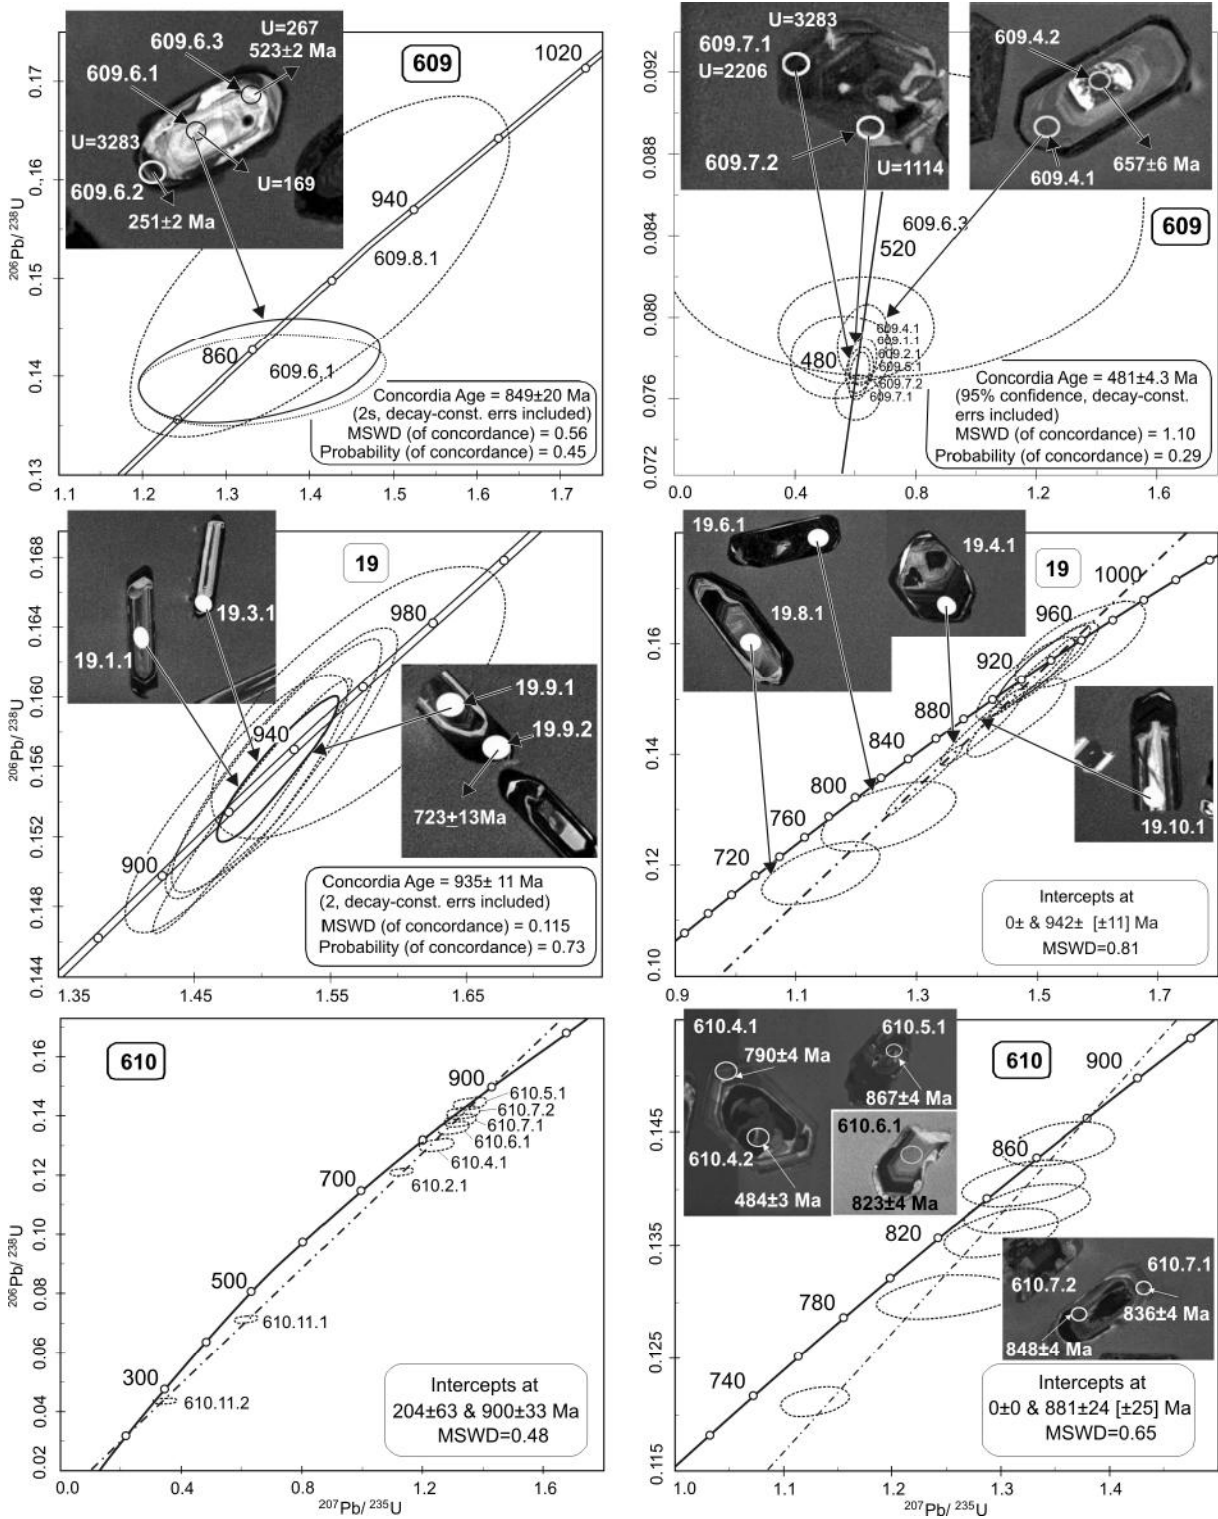 609
U=267
523±2 Ma
609.6.3
609.6.1
U=3283
609.6.2
251±2 Ma
U=169
1020
940
609.8.1
860
609.6.1
Concordia Age = 849±20 Ma
(2s, decay-const. errs included)
MSWD (of concordance) = 0.56
Probability (of concordance) = 0.45
206Pb/ 238U
0.17
0.16
0.15
0.14
0.13
1.1 1.2 1.3 1.4 1.5 1.6 1.7
U=3283
609.7.1
U=2206
609.7.2
U=1114
609.4.2
657±6 Ma
609.4.1
609
609.6.3
520
480
609.4.1
609.1.1
609.2.1
609.5.1
609.7.2
609.7.1
Concordia Age = 481±4.3 Ma
(95% confidence, decay-const.
errs included)
MSWD (of concordance) = 1.10
Probability (of concordance) = 0.29
0.092
0.088
0.084
0.080
0.076
0.072
0.0 0.4 0.8 1.2 1.6
19
19.3.1
19.1.1
980
940
900
19.9.1
19.9.2
723±13Ma
Concordia Age = 935± 11 Ma
(2, decay-const. errs included)
MSWD (of concordance) = 0.115
Probability (of concordance) = 0.73
206Pb/ 238U
0.168
0.164
0.160
0.156
0.152
0.148
0.144
1.35 1.45 1.55 1.65
19.6.1
19.8.1
19.4.1
19
1000
960
920
880
840
800
760
720
19.10.1
Intercepts at
0± & 942± [±11] Ma
MSWD=0.81
0.16
0.14
0.12
0.10
0.9 1.1 1.3 1.5 1.7
610
900
700
500
300
610.5.1
610.7.2
610.7.1
610.6.1
610.4.1
610.2.1
610.11.1
610.11.2
Intercepts at
204±63 & 900±33 Ma
MSWD=0.48
206Pb/ 238U
0.16
0.14
0.12
0.10
0.08
0.06
0.04
0.02
0.0 0.4 0.8 1.2 1.6
207Pb/ 235U
610.4.1
790±4 Ma
610.5.1
867±4 Ma
610.4.2
484±3 Ma
610.6.1
823±4 Ma
610
900
860
820
780
740
610.7.1
610.7.2
836±4 Ma
848±4 Ma
Intercepts at
0±0 & 881±24 [±25] Ma
MSWD=0.65
0.145
0.135
0.125
0.115
1.0 1.1 1.2 1.3 1.4
207Pb/ 235U